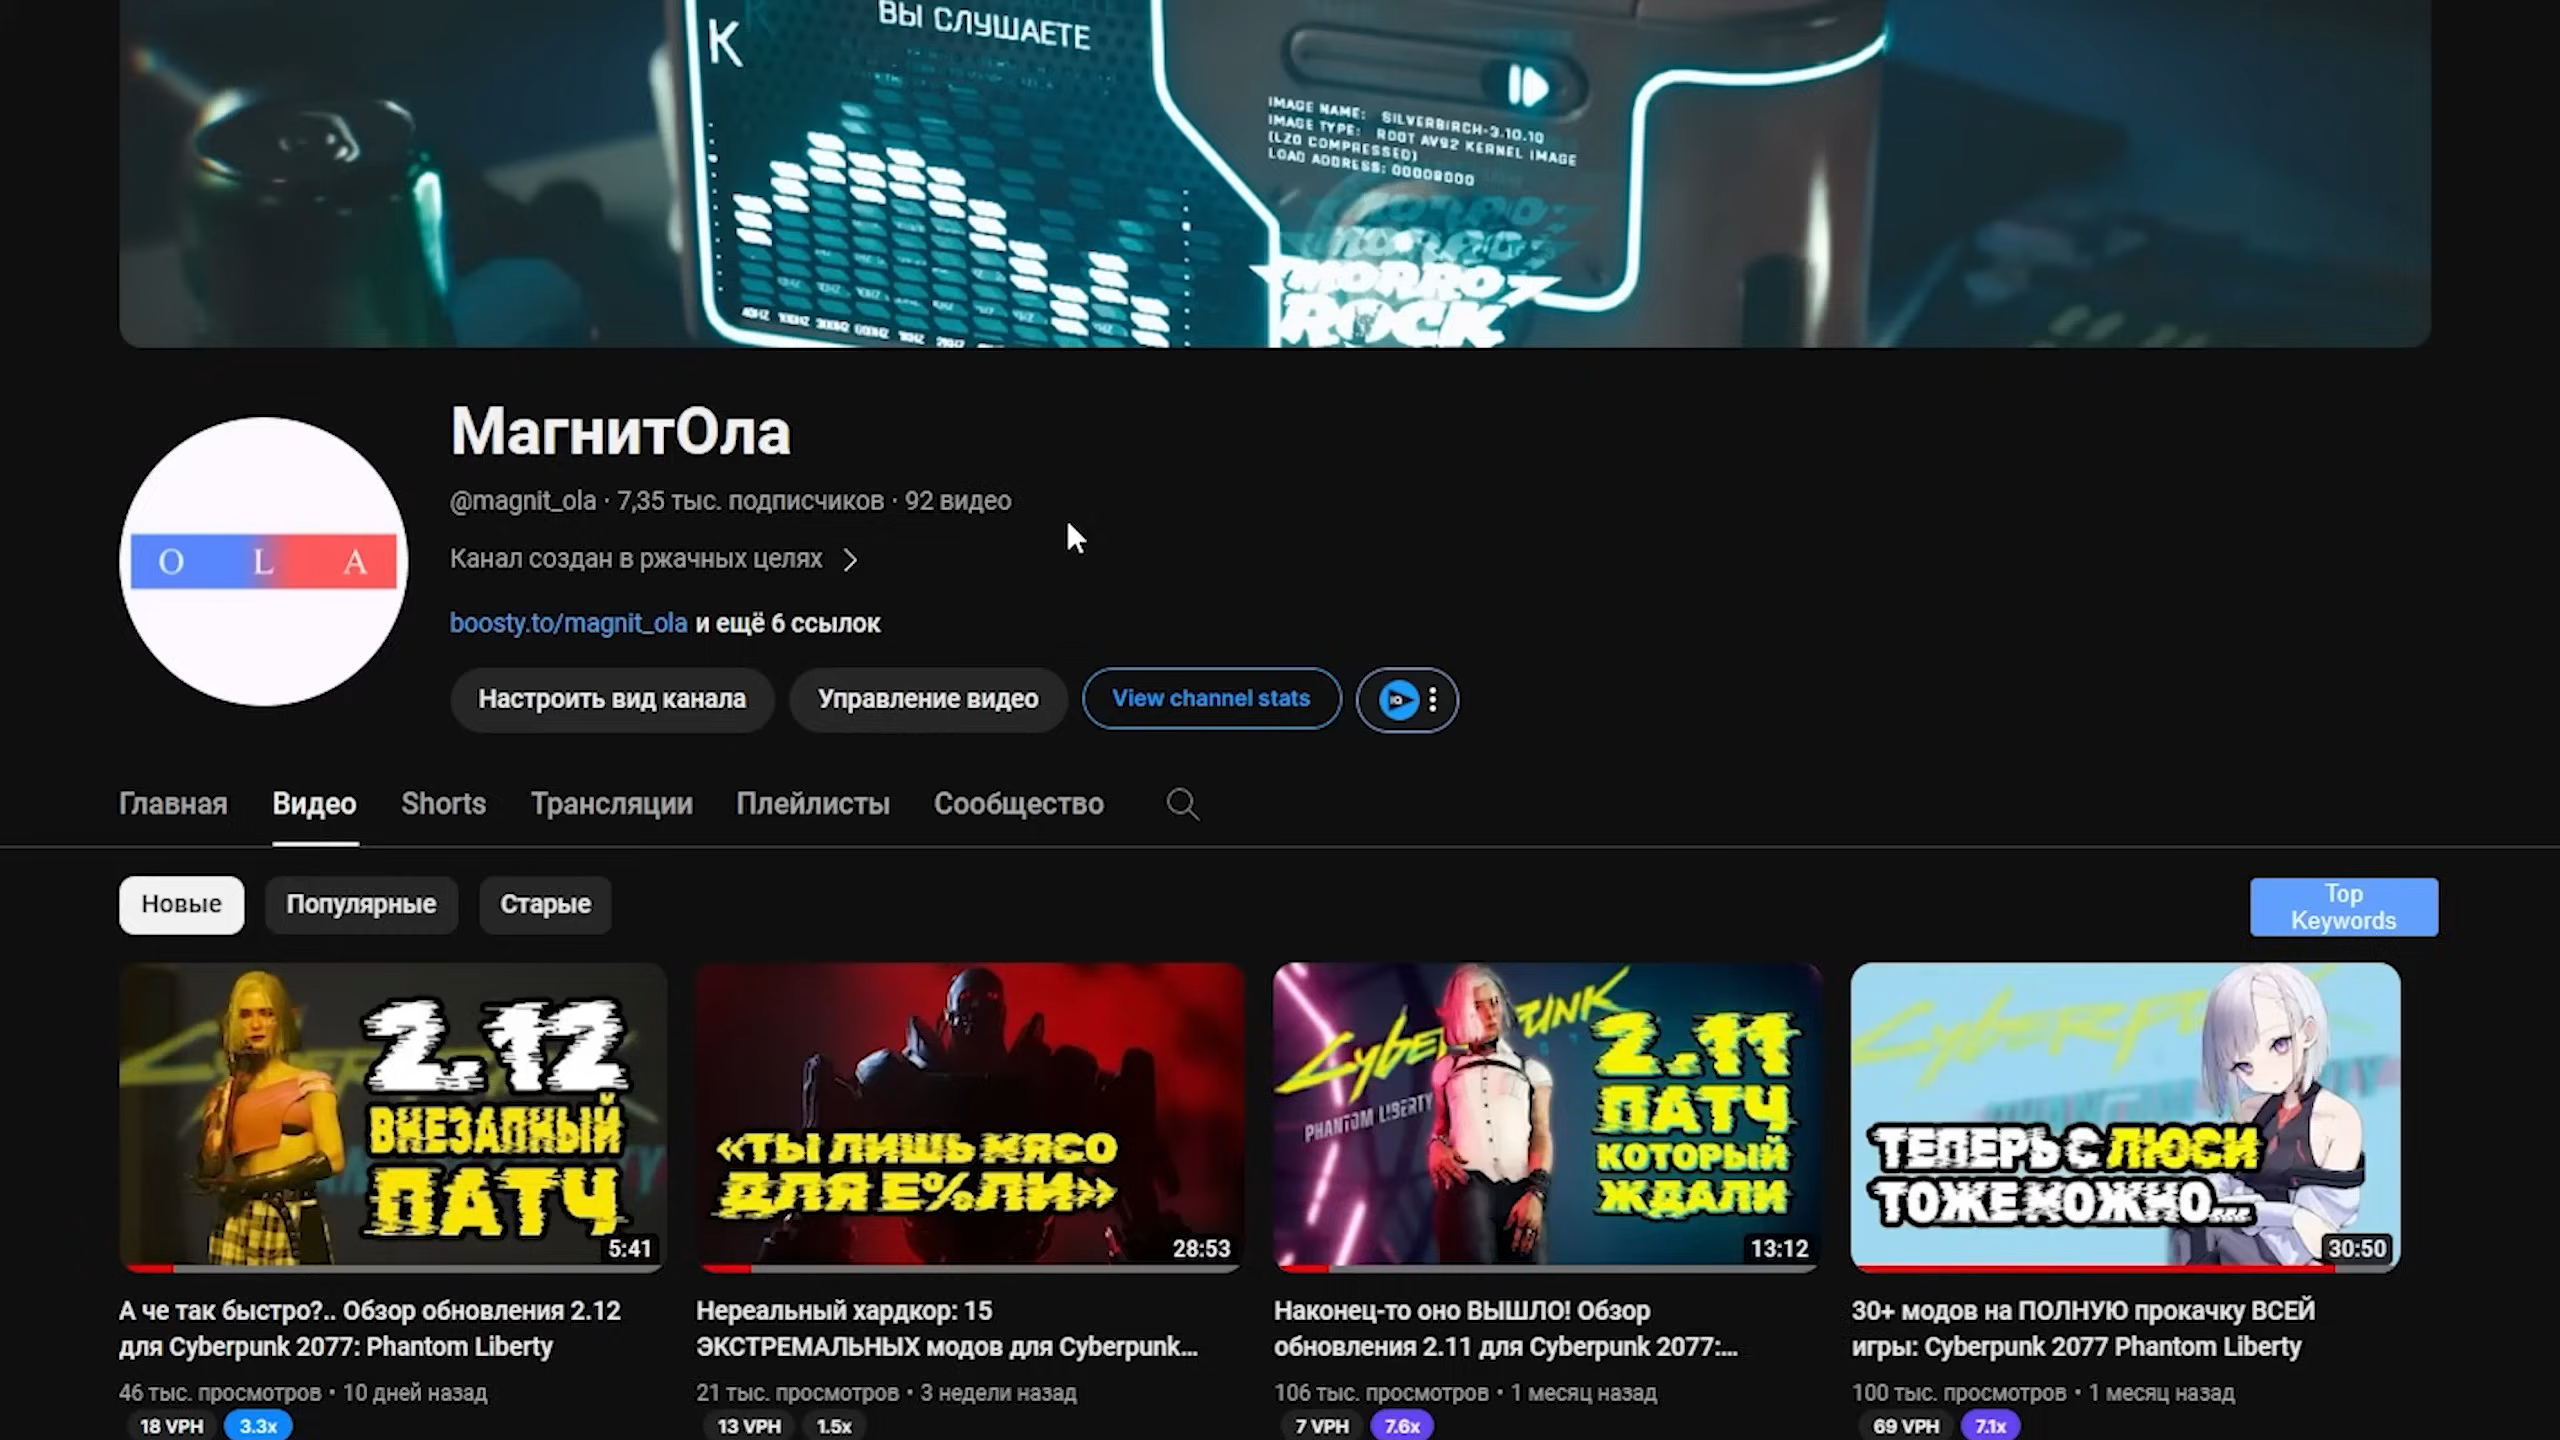 K
ВЫ СЛУШАЕТЕ
IMAGE NAME: SILVERBIRCH-3.10.10
IMAGE TYPE: ROOT AV92 KERNEL IMAGE
(LZO COMPRESSED)
LOAD ADDRESS: 00008000
MORRO
ROCK
МагнитОла
@magnit_ola · 7,35 тыс. подписчиков · 92 видео
O L A
Канал создан в ржачных целях
boosty.to/magnit_ola и ещё 6 ссылок
Настроить вид канала Управление видео View channel stats
Главная Видео Shorts Трансляции Плейлисты Сообщество
Новые Популярные Старые
Top
Keywords
2.12
ВНЕЗАПНЫЙ
ПАТЧ
5:41
«ТЫ ЛИШЬ МЯСО
ДЛЯ Е%ЛИ»
28:53
CYBERPUNK
PHANTOM LIBERTY
2.11
ПАТЧ
КОТОРЫЙ
ЖДАЛИ
13:12
ТЕПЕРЬ С ЛЮСИ
ТОЖЕ МОЖНО...
30:50
А че так быстро?.. Обзор обновления 2.12
для Cyberpunk 2077: Phantom Liberty
46 тыс. просмотров • 10 дней назад
18 VPH 3.3x
Нереальный хардкор: 15
ЭКСТРЕМАЛЬНЫХ модов для Cyberpunk...
21 тыс. просмотров • 3 недели назад
13 VPH 1.5x
Наконец-то оно ВЫШЛО! Обзор
обновления 2.11 для Cyberpunk 2077:...
106 тыс. просмотров • 1 месяц назад
7 VPH 7.6x
30+ модов на ПОЛНУЮ прокачку ВСЕЙ
игры: Cyberpunk 2077 Phantom Liberty
100 тыс. просмотров • 1 месяц назад
69 VPH 7.1x